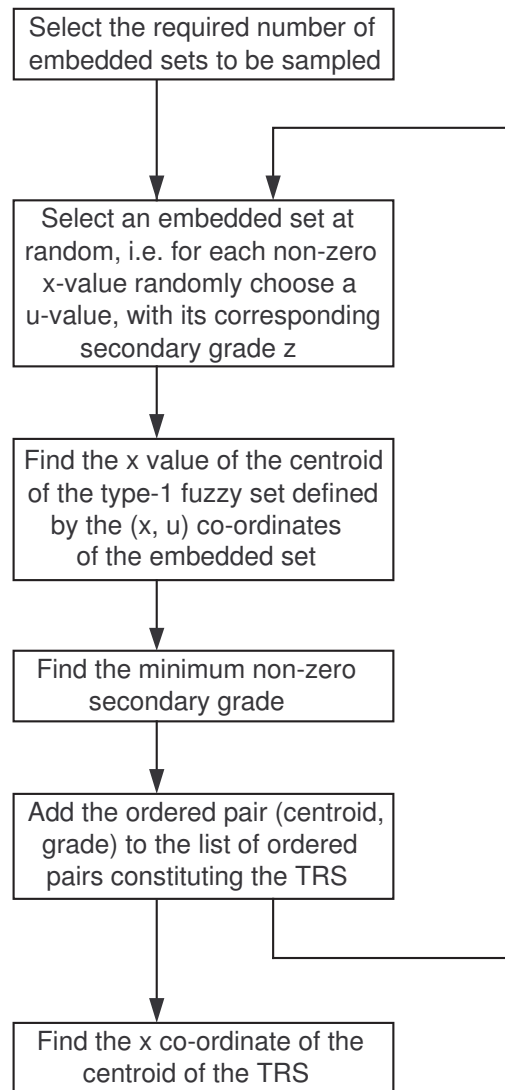 Select the required number of
embedded sets to be sampled
Select an embedded set at
random, i.e. for each non-zero
x-value randomly choose a
u-value, with its corresponding
secondary grade z
Find the x value of the centroid
of the type-1 fuzzy set defined
by the (x, u) co-ordinates
of the embedded set
Find the minimum non-zero
secondary grade
Add the ordered pair (centroid,
grade) to the list of ordered
pairs constituting the TRS
Find the x co-ordinate of the
centroid of the TRS